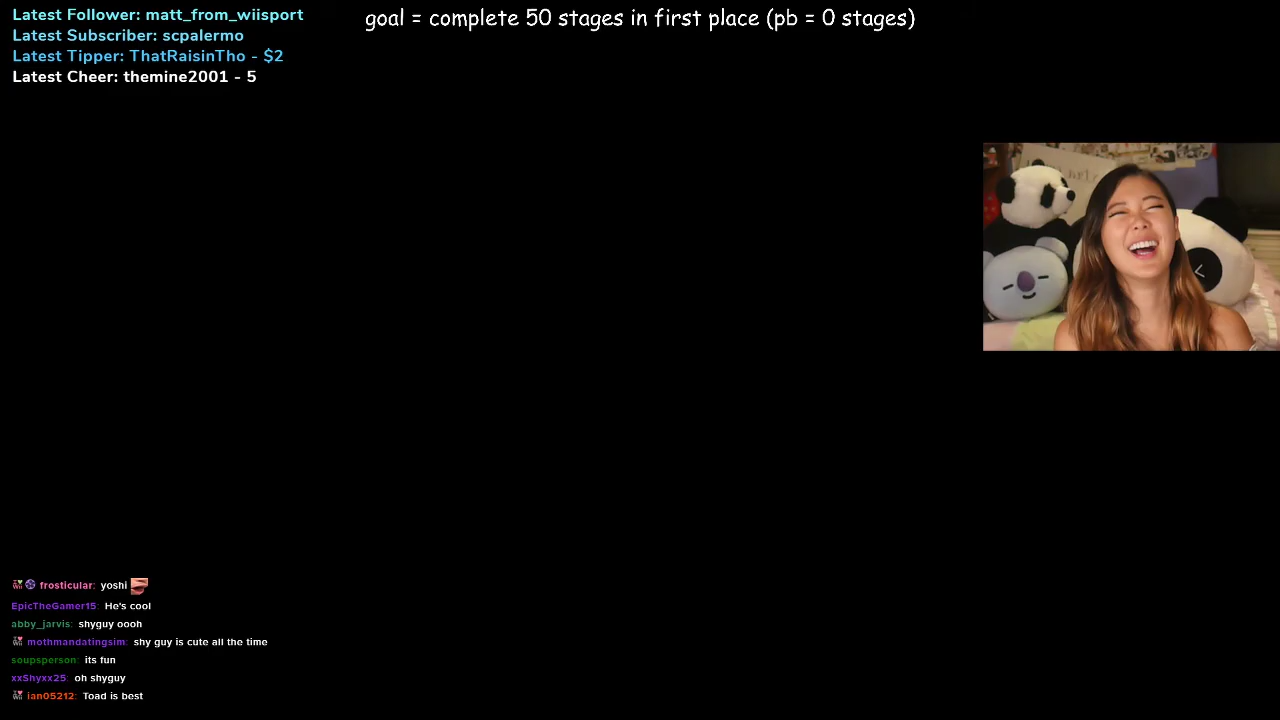 Latest Follower: matt_from_wiisport
Latest Subscriber: scpalermo
Latest Tipper: ThatRaisinTho - $2
Latest Cheer: themine2001 - 5
goal = complete 50 stages in first place (pb = 0 stages)
frosticular: yoshi
EpicTheGamer15: He's cool
abby_jarvis: shyguy oooh
mothmandatingsim: shy guy is cute all the time
soupsperson: its fun
xxShyxx25: oh shyguy
ian05212: Toad is best